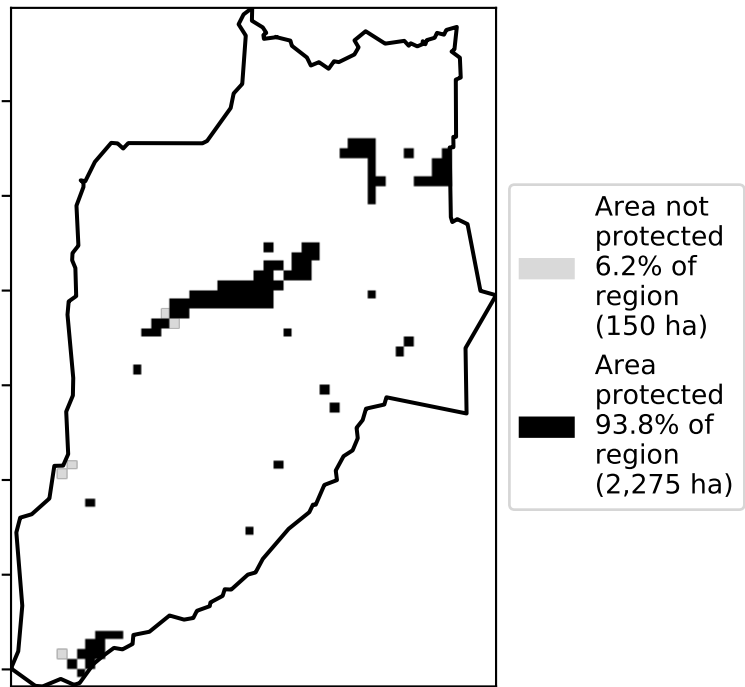 Area not
protected
6.2% of
region
(150 ha)
Area
protected
93.8% of
region
(2,275 ha)